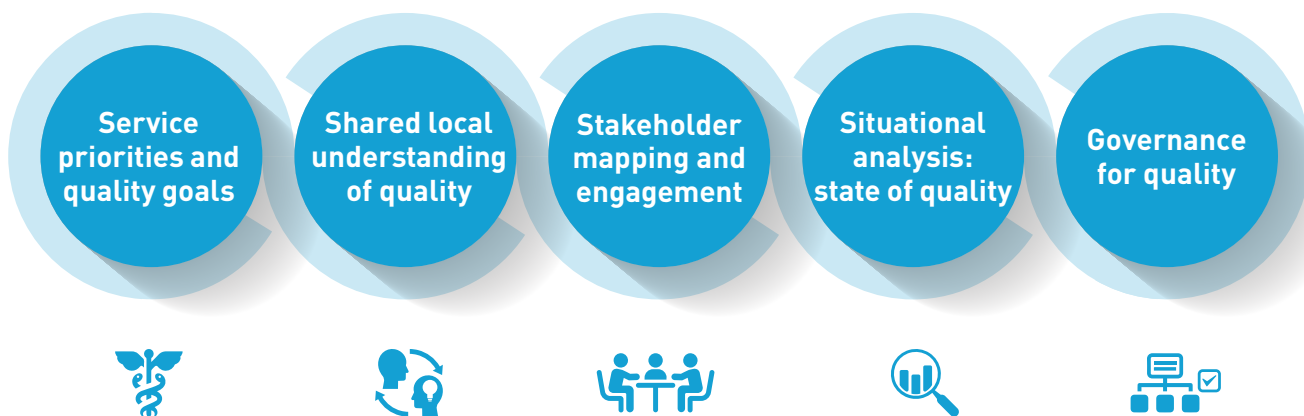 Service
priorities and
quality goals
Shared local
understanding
of quality
Stakeholder
mapping and
engagement
Situational
analysis:
state of quality
Governance
for quality